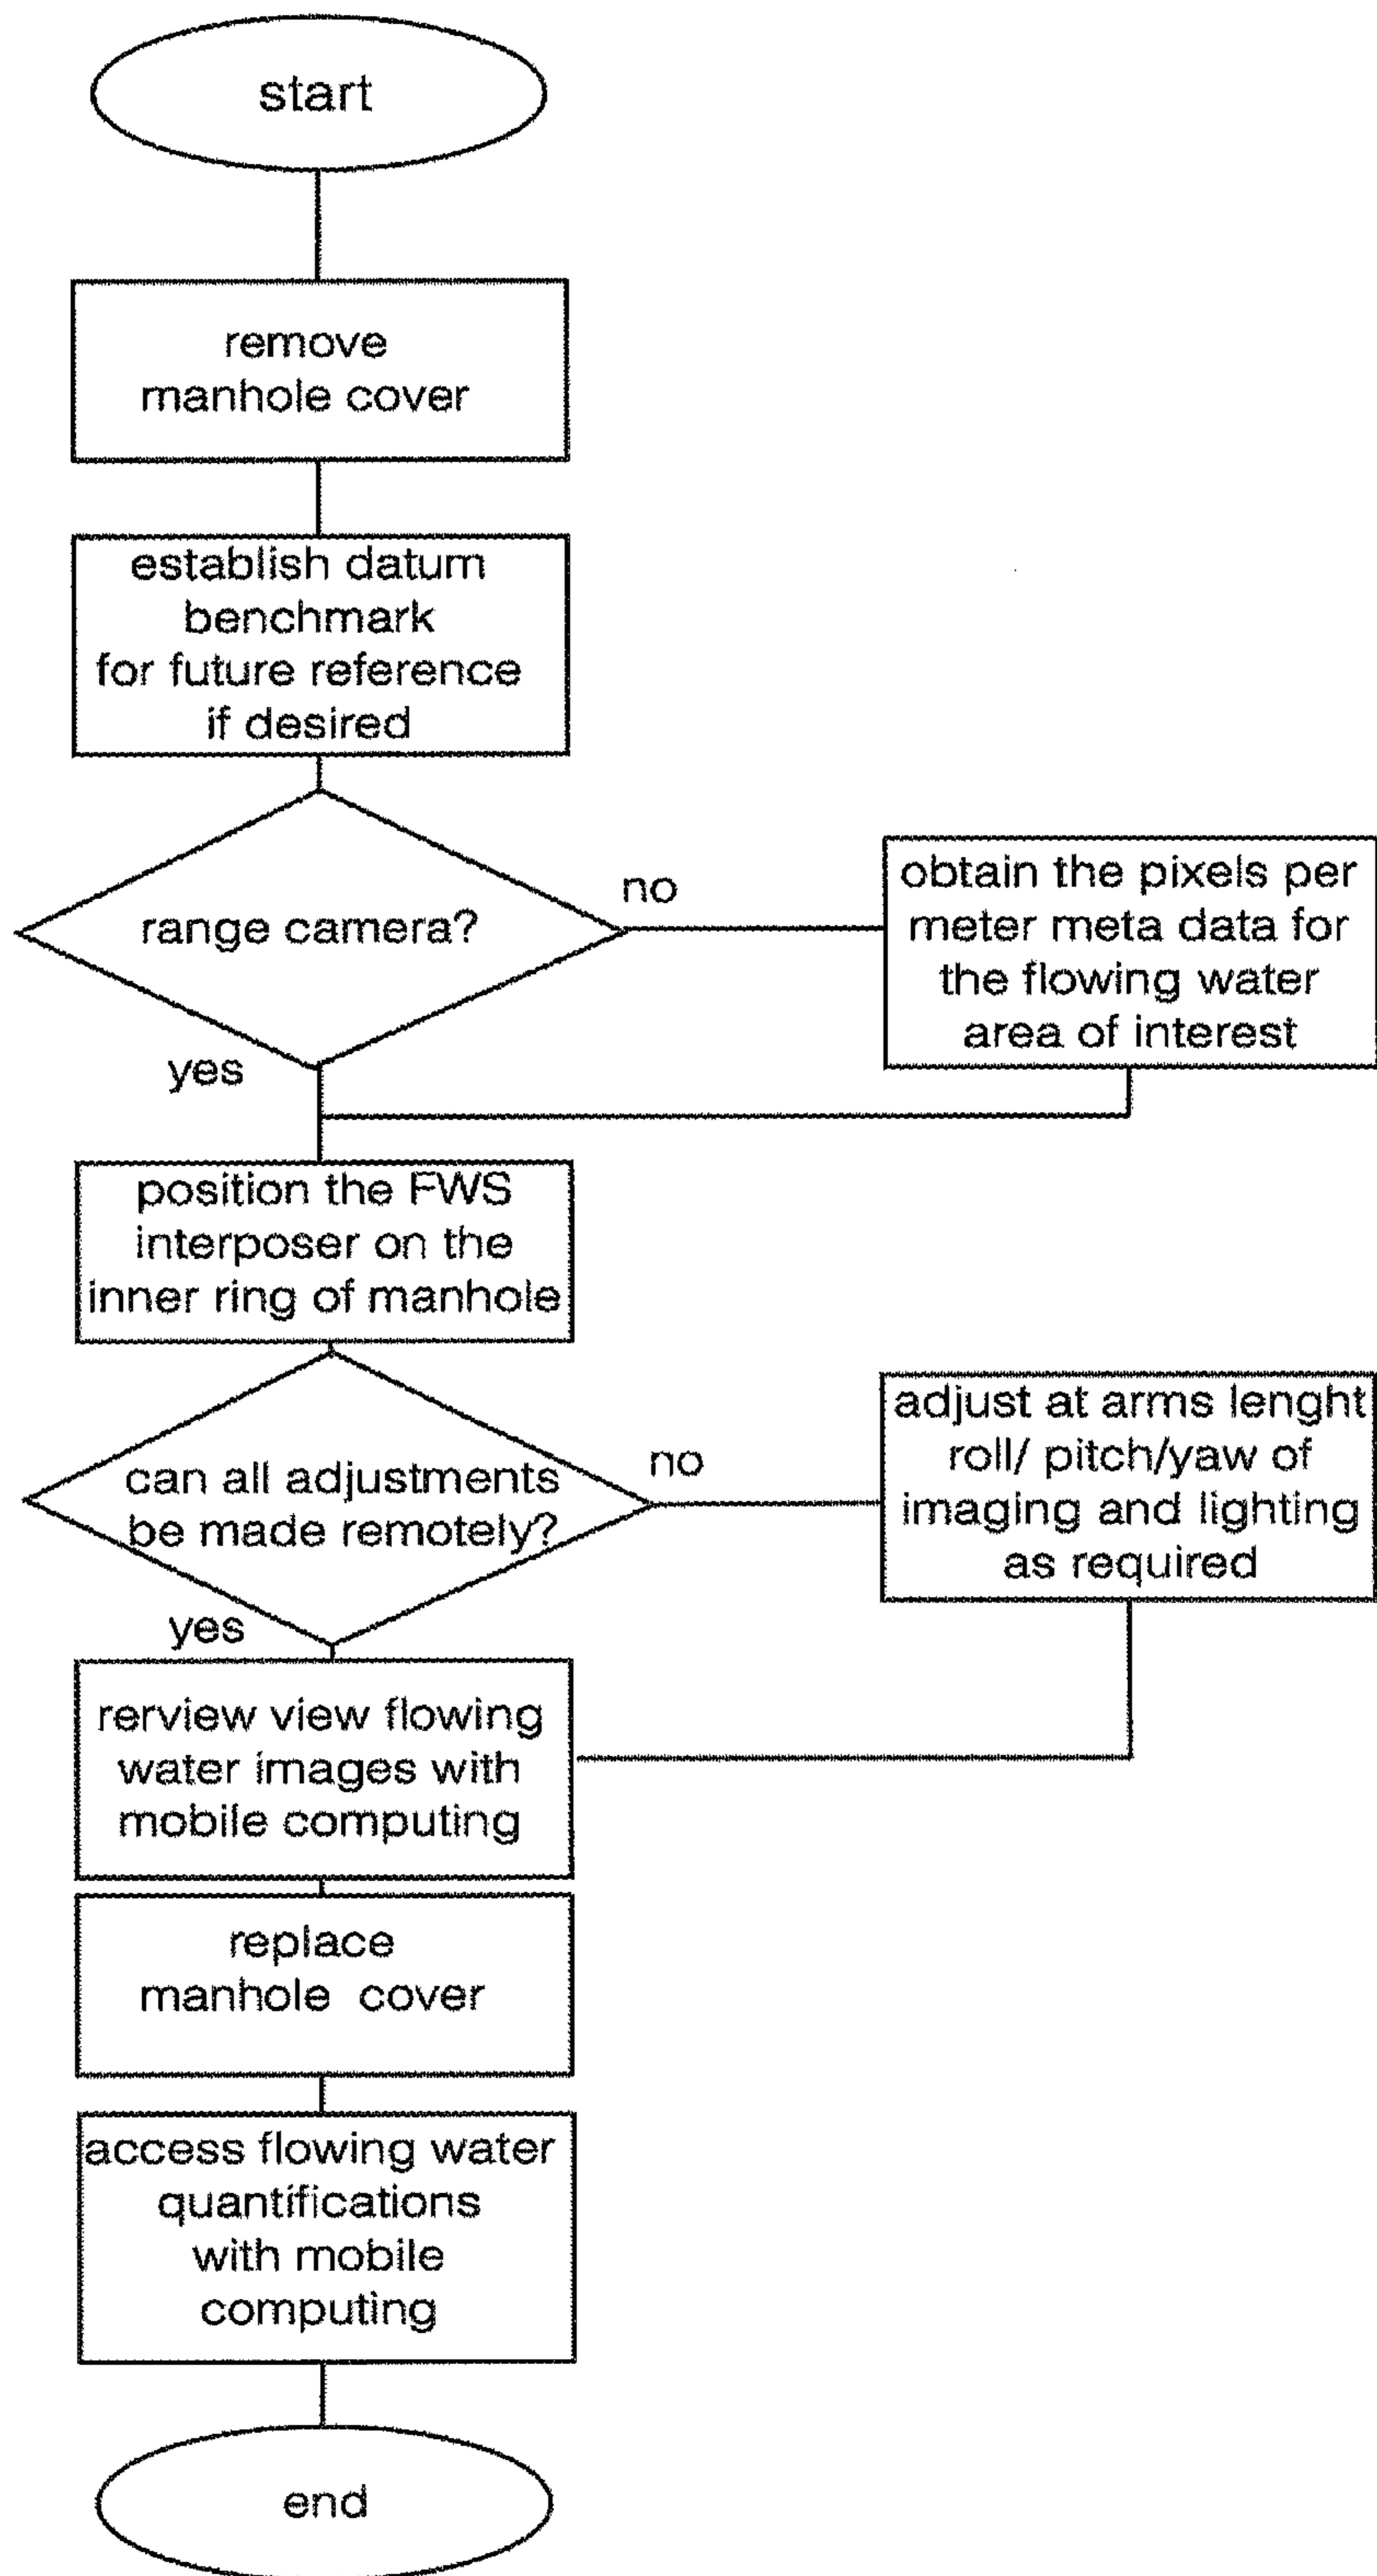 start
remove
manhole cover
establish datum
benchmark
for future reference
if desired
range camera?
no
obtain the pixels per
meter meta data for
the flowing water
area of interest
yes
position the FWS
interposer on the
inner ring of manhole
can all adjustments
be made remotely?
no
adjust at arms lenght
roll/ pitch/yaw of
imaging and lighting
as required
yes
rerview view flowing
water images with
mobile computing
replace
manhole cover
access flowing water
quantifications
with mobile
computing
end